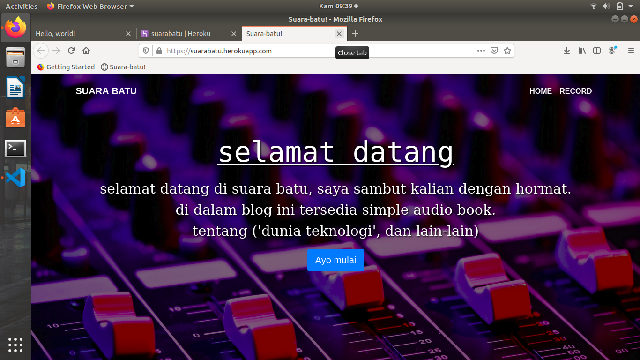 Activities Firefox Web Browser Kam 09:39
Suara-batu! - Mozilla Firefox
Hello, world! suarabatu | Heroku Suara-batu!
https://suarabatu.herokuapp.com
Close tab
Getting Started Suara-batu!
SUARA BATU HOME RECORD
selamat datang
selamat datang di suara batu, saya sambut kalian dengan hormat.
di dalam blog ini tersedia simple audio book.
tentang ('dunia teknologi', dan lain-lain)
Ayo mulai